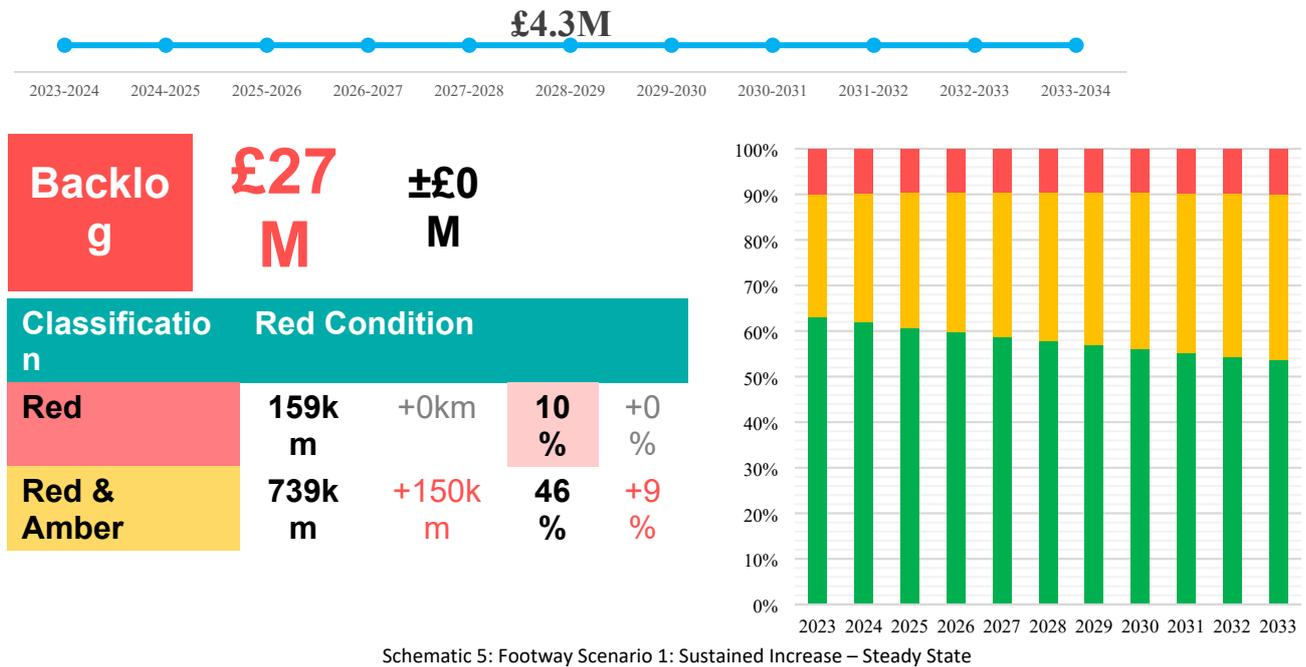 £4.3M
2023-2024 2024-2025 2025-2026 2026-2027 2027-2028 2028-2029 2029-2030 2030-2031 2031-2032 2032-2033 2033-2034
Backlo
g
£27
M
±£0
M
Classificatio
n
Red Condition
Red
159k
m
+0km
10
%
+0
%
Red &
Amber
739k
m
+150k
m
46
%
+9
%
100%
90%
80%
70%
60%
50%
40%
30%
20%
10%
0%
2023 2024 2025 2026 2027 2028 2029 2030 2031 2032 2033
Schematic 5: Footway Scenario 1: Sustained Increase – Steady State